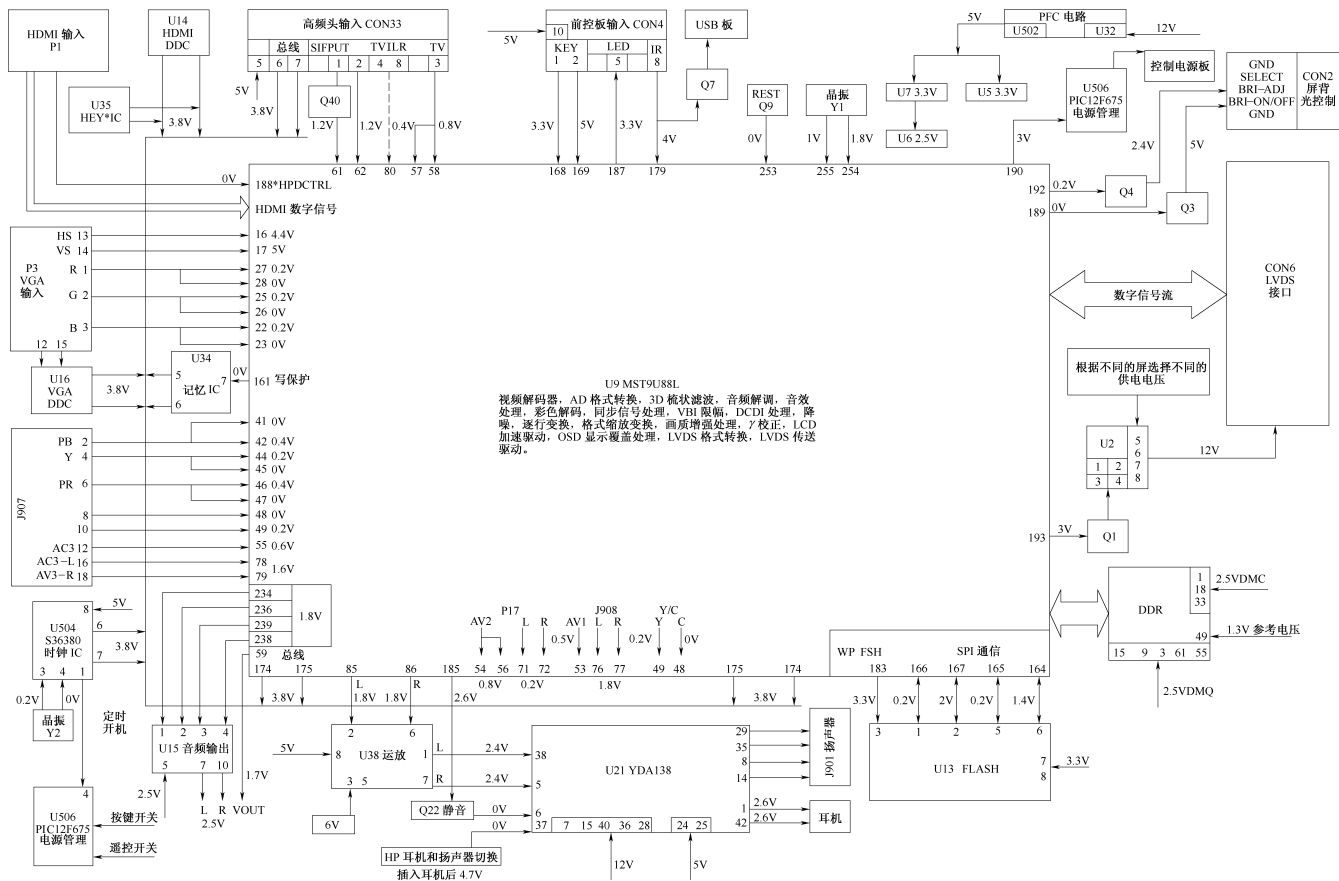 HDMI 输入
P1
U14
HDMI
DDC
U35
HEY*IC
3.8V
高频头输入 CON33
总线 SIFPUT TVILR TV
5 6 7 1 2 4 8 3
5V
3.8V
Q40
1.2V 1.2V 0.4V 0.8V
61 62 80 57 58
前控板输入 CON4
10
KEY LED IR
1 2 5 8
5V
3.3V 5V 3.3V 4V
168 169 187 179
USB 板
Q7
REST
Q9
0V
253
晶振
Y1
1V 1.8V
255 254
PFC 电路
U502 U32
5V
12V
U7 3.3V
U5 3.3V
U6 2.5V
U506
PIC12F675
电源管理
控制电源板
3V
190
GND
SELECT
BRI-ADJ
BRI-ON/OFF
GND
CON2
屏背
光控制
2.4V
5V
192 0.2V
Q4
189 0V
Q3
0V
188*HPDCTRL
HDMI 数字信号
P3
VGA
输入
HS 13
VS 14
R 1
G 2
B 3
12 15
16 4.4V
17 5V
27 0.2V
28 0V
25 0.2V
26 0V
22 0.2V
23 0V
U16
VGA
DDC
3.8V
U34
记忆 IC
5
6
7
0V
161 写保护
U9 MST9U88L
视频解码器，AD 格式转换，3D 梳状滤波，音频解调，音效
处理，彩色解码，同步信号处理，VBI 限幅，DCDI 处理，降
噪，逐行变换，格式缩放变换，画质增强处理，γ 校正，LCD
加速驱动，OSD 显示覆盖处理，LVDS 格式转换，LVDS 传送
驱动。
数字信号流
CON6
LVDS
接口
根据不同的屏选择不同的
供电电压
U2
1 2
3 4
5
6
7
8
12V
193 3V
Q1
J907
PB 2
Y 4
PR 6
8
10
AC3 12
AC3-L 16
AV3-R 18
41 0V
42 0.4V
44 0.2V
45 0V
46 0.4V
47 0V
48 0V
49 0.2V
55 0.6V
78
79
1.6V
234
236
239
238
1.8V
59 总线
174 175 85 86 185 54 56 71 72 53 76 77 49 48 175 174
AV2
P17
L R
AV1
J908
L R
Y/C
Y C
0.5V 0.2V 0V
0.8V 0.2V 1.8V
3.8V
L
1.8V
R
1.8V
2.6V
3.8V
WP FSH SPI 通信
183 166 167 165 164
3.3V 0.2V 2V 0.2V 1.4V
3 1 2 5 6
U13 FLASH
7
8
3.3V
DDR
1
18
33
2.5VDMC
49
1.3V 参考电压
15 9 3 61 55
2.5VDMQ
U504
S36380
时钟 IC
8
5V
6
3.8V
7
3 4 1
0.2V 0V
晶振
Y2
定时
开机
U506
PIC12F675
电源管理
4
按键开关
遥控开关
1 2 3 4
U15 音频输出
5 7 10
2.5V
L R VOUT
2.5V
1.7V
U38 运放
2 6
8
5V
1
7
3 5
6V
L 2.4V
R 2.4V
Q22 静音
0V
0V
HP 耳机和扬声器切换
插入耳机后 4.7V
U21 YDA138
38
5
6
37
7 15 40 36 28 24 25
12V 5V
29
35
8
14
1
42
J901 扬声器
2.6V
2.6V
耳机